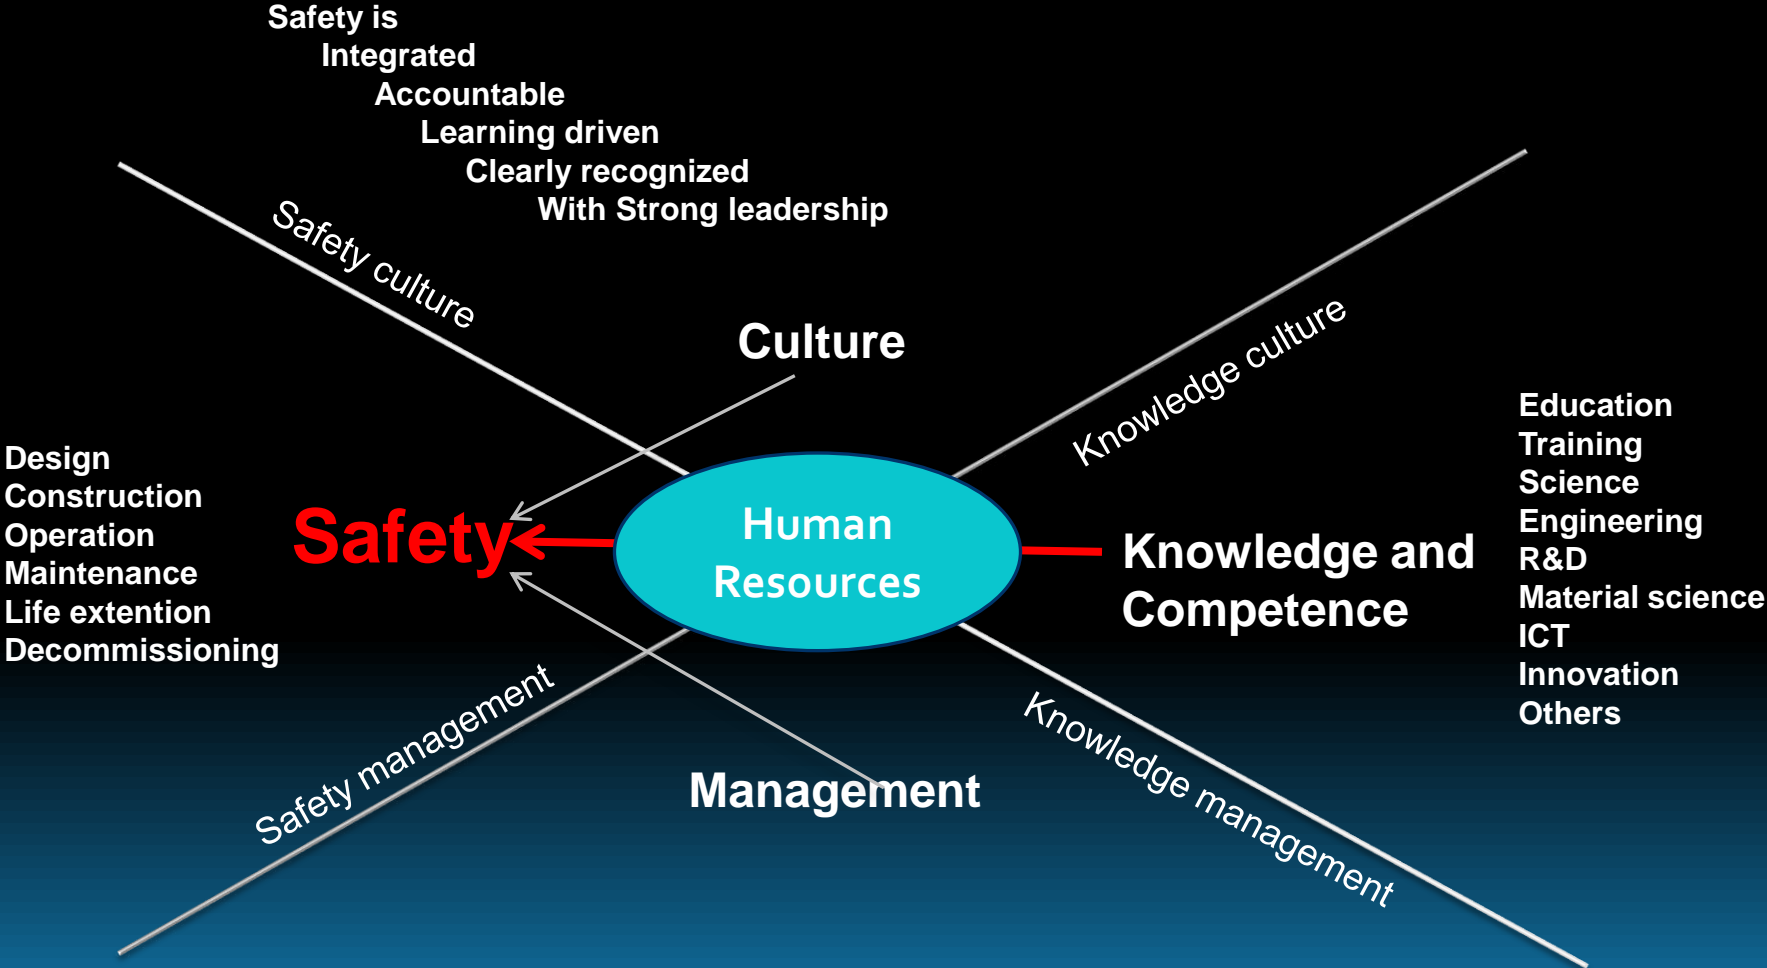 Safety is
Integrated
Accountable
Learning driven
Clearly recognized
With Strong leadership
Safety culture
Culture
Knowledge culture
Design
Construction
Operation
Maintenance
Life extention
Decommissioning
Safety
Human
Resources
Knowledge and
Competence
Education
Training
Science
Engineering
R&D
Material science
ICT
Innovation
Others
Safety management
Management
Knowledge management